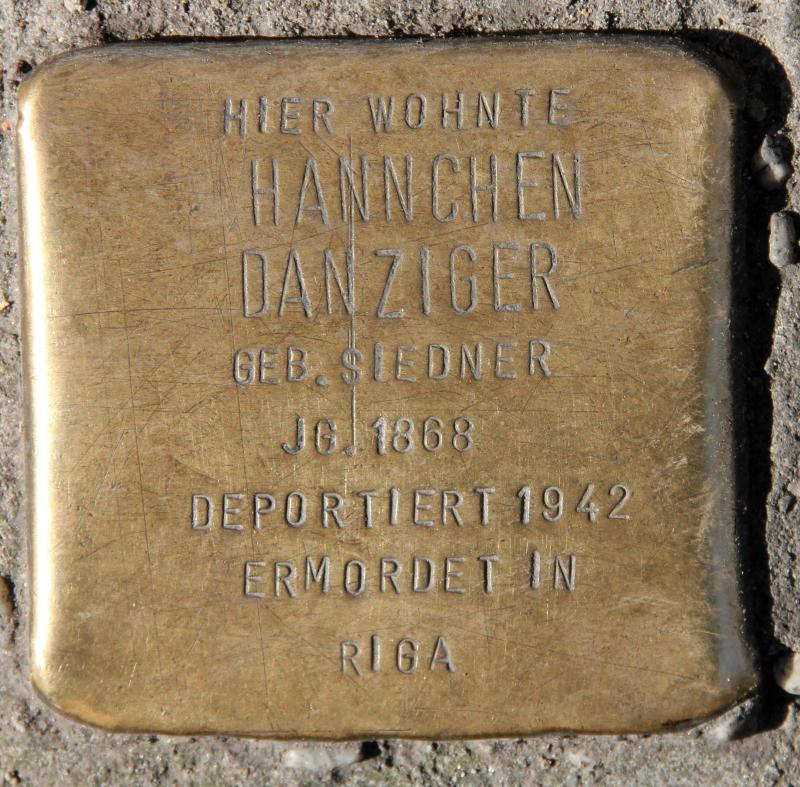 HIER WOHNTE
HANNCHEN
DANZIGER
GEB. SIEDNER
JG. 1868
DEPORTIERT 1942
ERMORDET IN
RIGA